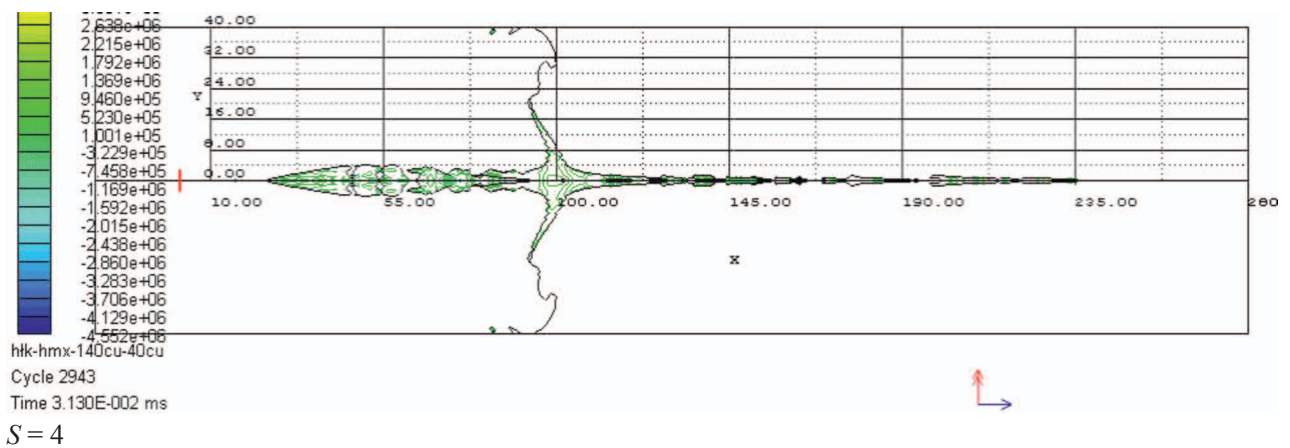 2.638e+06
2.215e+06
1.792e+06
1.369e+06
9.460e+05
5.230e+05
1.001e+05
-3.229e+05
-7.458e+05
-1.169e+06
-1.592e+06
-2.015e+06
-2.438e+06
-2.860e+06
-3.283e+06
-3.706e+06
-4.129e+06
-4.552e+06
40.00
32.00
24.00
Y
16.00
8.00
0.00
10.00 55.00 100.00 145.00 190.00 235.00 280
X
hłk-hmx-140cu-40cu
Cycle 2943
Time 3.130E-002 ms
S = 4